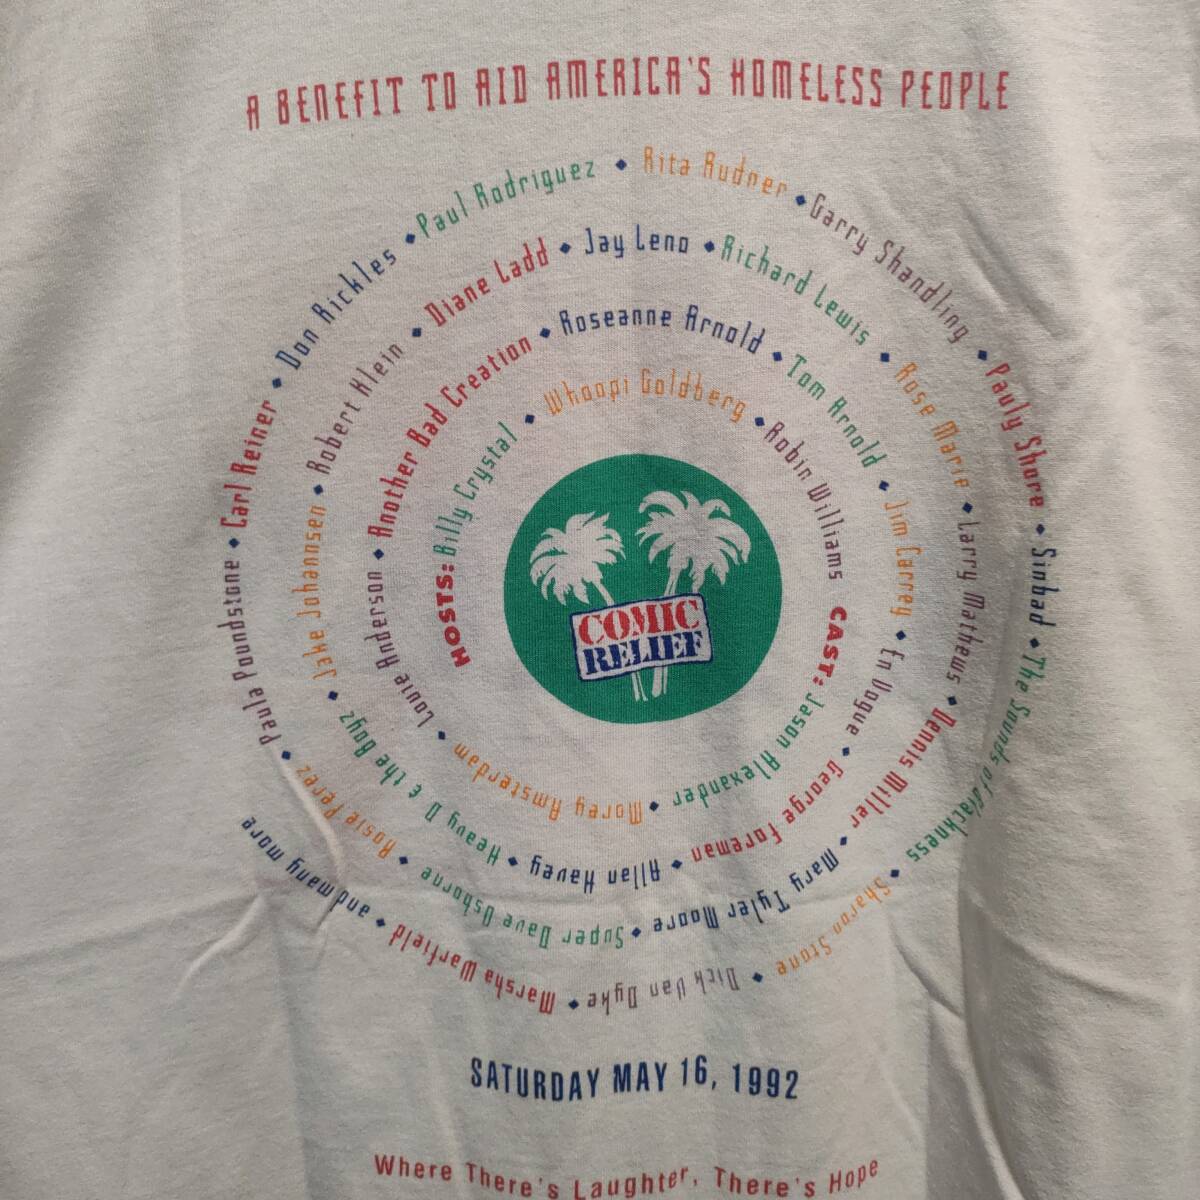 A BENEFIT TO AID AMERICA'S HOMELESS PEOPLE
HOSTS: Billy Crystal ◆ Whoopi Goldberg ◆ Robin Williams CAST: Jason Alexander ◆ Morey Amsterdam ◆ Louie Anderson ◆ Another Bad Creation ◆ Roseanne Arnold ◆ Tom Arnold ◆ Jim Carrey ◆ En Vogue ◆ George Foreman ◆ Allan Havey ◆ Heavy D & the Boyz ◆ Jake Johannsen ◆ Robert Klein ◆ Diane Ladd ◆ Jay Leno ◆ Richard Lewis ◆ Rose Marie ◆ Larry Mathews ◆ Dennis Miller ◆ Mary Tyler Moore ◆ Super Dave Osborne ◆ Rosie Perez ◆ Paula Poundstone ◆ Carl Reiner ◆ Don Rickles ◆ Paul Rodriguez ◆ Rita Rudner ◆ Garry Shandling ◆ Pauly Shore ◆ Sinbad ◆ The Sounds of Blackness ◆ Sharon Stone ◆ Dick Van Dyke ◆ Marsha Warfield ◆ and many more
COMIC
RELIEF
SATURDAY MAY 16, 1992
Where There's Laughter, There's Hope